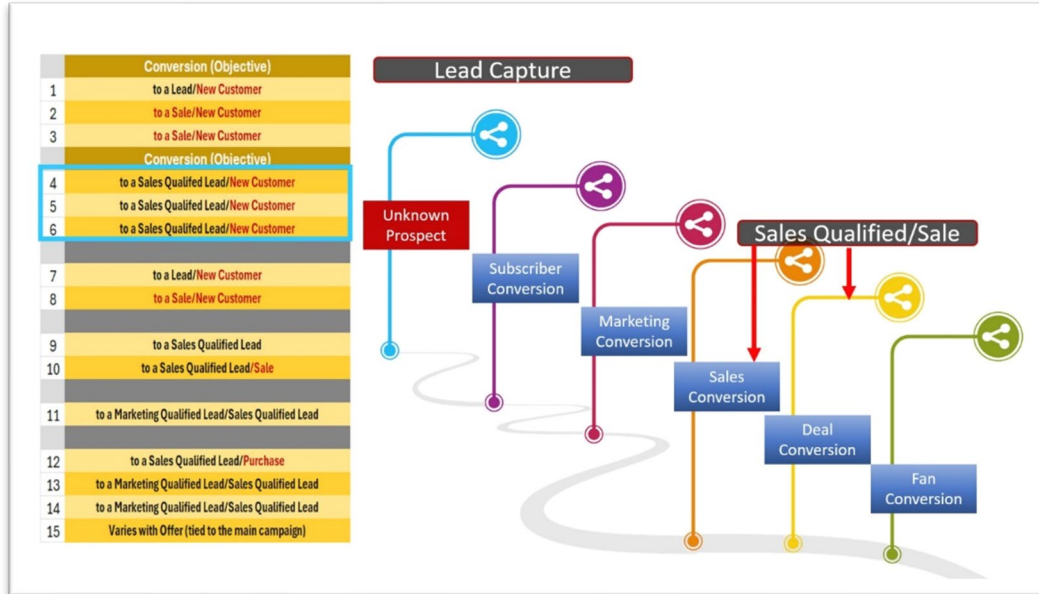 Conversion (Objective)
1 to a Lead/New Customer
2 to a Sale/New Customer
3 to a Sale/New Customer
Conversion (Objective)
4 to a Sales Qualifed Lead/New Customer
5 to a Sales Qualifed Lead/New Customer
6 to a Sales Qualifed Lead/New Customer
7 to a Lead/New Customer
8 to a Sale/New Customer
9 to a Sales Qualified Lead
10 to a Sales Qualified Lead/Sale
11 to a Marketing Qualified Lead/Sales Qualified Lead
12 to a Sales Qualified Lead/Purchase
13 to a Marketing Qualified Lead/Sales Qualified Lead
14 to a Marketing Qualified Lead/Sales Qualified Lead
15 Varies with Offer (tied to the main campaign)
Lead Capture
Unknown
Prospect
Subscriber
Conversion
Marketing
Conversion
Sales Qualified/Sale
Sales
Conversion
Deal
Conversion
Fan
Conversion